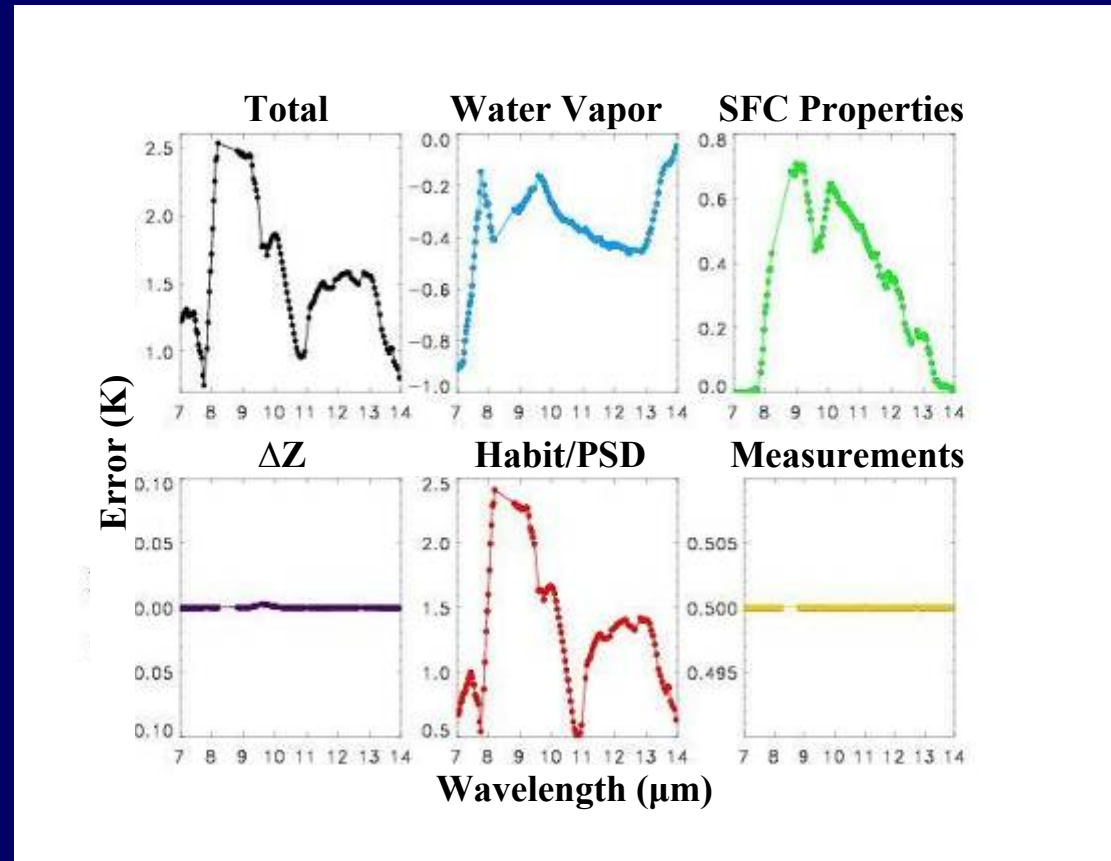 Total Water Vapor SFC Properties
2.5
2.0
1.5
1.0
7 8 9 10 11 12 13 14
0.0
−0.2
−0.4
−0.6
−0.8
−1.0
7 8 9 10 11 12 13 14
0.8
0.6
0.4
0.2
0.0
7 8 9 10 11 12 13 14
Error (K)
ΔZ Habit/PSD Measurements
0.10
0.05
0.00
0.05
0.10
7 8 9 10 11 12 13 14
2.5
2.0
1.5
1.0
0.5
7 8 9 10 11 12 13 14
0.505
0.500
0.495
7 8 9 10 11 12 13 14
Wavelength (μm)